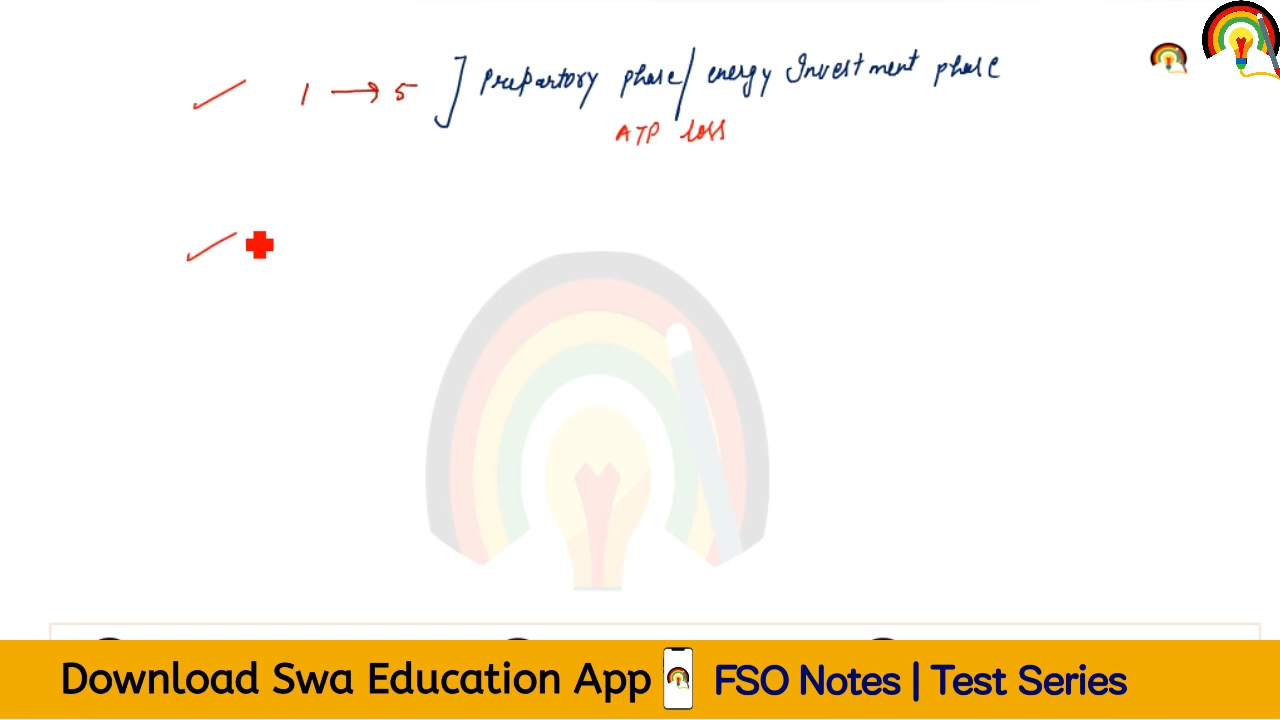 1 → 5 ] Prepartory phase/ energy Investment phase
ATP loss
Download Swa Education App FSO Notes | Test Series